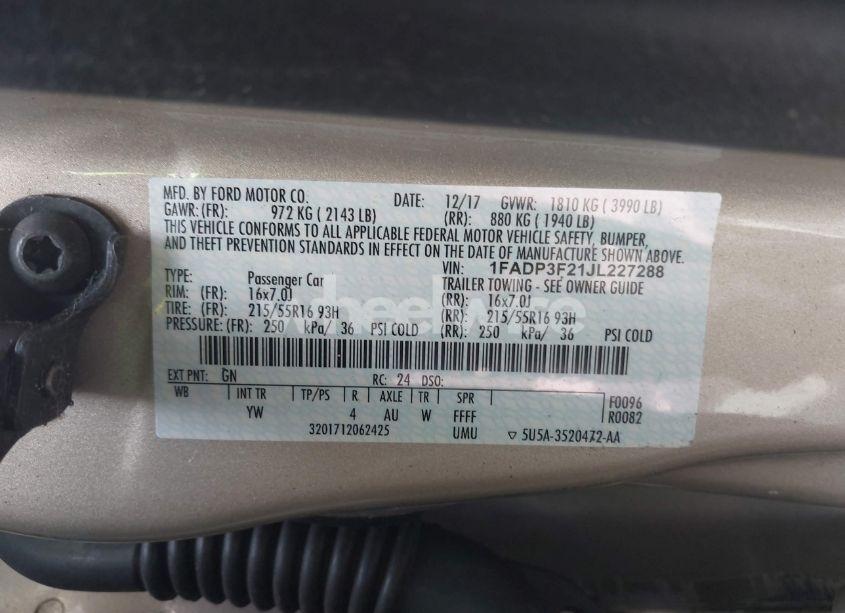 MFD. BY FORD MOTOR CO. DATE: 12/17 GVWR: 1810 KG ( 3990 LB)
GAWR: (FR): 972 KG ( 2143 LB) (RR): 880 KG ( 1940 LB)
THIS VEHICLE CONFORMS TO ALL APPLICABLE FEDERAL MOTOR VEHICLE SAFETY, BUMPER,
AND THEFT PREVENTION STANDARDS IN EFFECT ON THE DATE OF MANUFACTURE SHOWN ABOVE.
VIN: 1FADP3F21JL227288
TYPE: Passenger Car TRAILER TOWING - SEE OWNER GUIDE
RIM: (FR): 16x7.0J (RR): 16x7.0J
TIRE: (FR): 215/55R16 93H (RR): 215/55R16 93H
PRESSURE: (FR): 250 kPa/ 36 PSI COLD (RR): 250 kPa/ 36 PSI COLD
wheelwise
EXT PNT: GN RC: 24 DSO:
WB INT TR TP/PS R AXLE TR SPR F0096
YW 4 AU W FFFF R0082
3201712062425 UMU ▽ 5U5A-3520472-AA